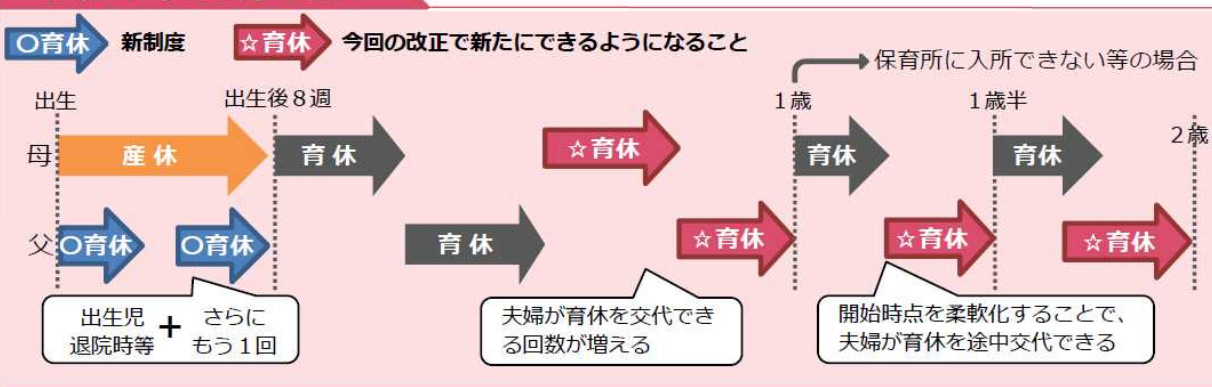 〇育休 新制度 ☆育休 今回の改正で新たにできるようになること
保育所に入所できない等の場合
出生 出生後８週 １歳 １歳半 ２歳
母 産休 育休 ☆育休 育休 育休
父 〇育休 〇育休 育休 ☆育休 ☆育休 ☆育休
出生児 + さらに
退院時等 もう１回
夫婦が育休を交代でき
る回数が増える
開始時点を柔軟化することで、
夫婦が育休を途中交代できる